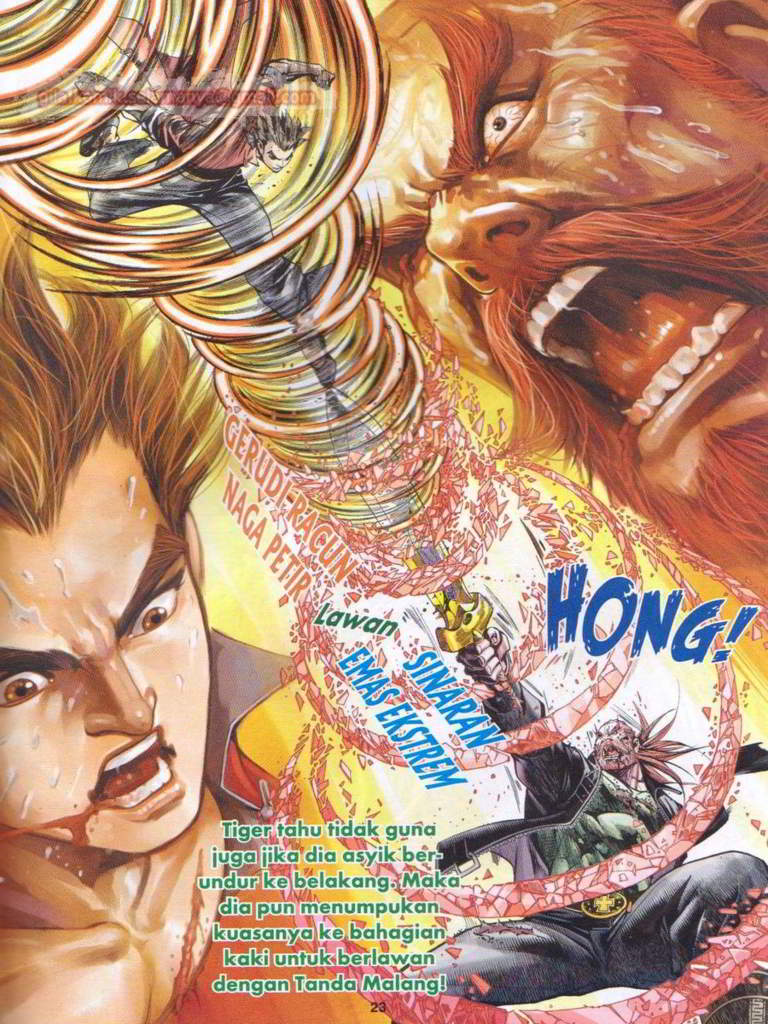 GERUDI RACUN
NAGA PETIR
Lawan
SINARAN
EMAS EKSTREM
HONG!
Tiger tahu tidak guna
juga jika dia asyik ber-
undur ke belakang. Maka
dia pun menumpukan
kuasanya ke bahagian
kaki untuk berlawan
dengan Tanda Malang!
23